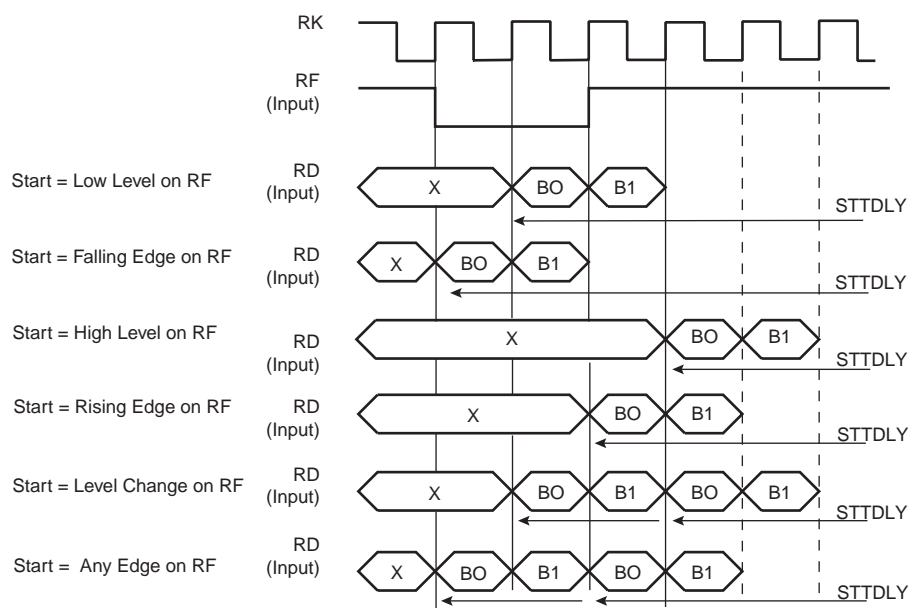 RK
RF
(Input)
Start = Low Level on RF
RD
(Input)
X
BO
B1
STTDLY
Start = Falling Edge on RF
RD
(Input)
X
BO
B1
STTDLY
Start = High Level on RF
RD
(Input)
X
BO
B1
STTDLY
Start = Rising Edge on RF
RD
(Input)
X
BO
B1
STTDLY
Start = Level Change on RF
RD
(Input)
X
BO
B1
BO
B1
STTDLY
Start = Any Edge on RF
RD
(Input)
X
BO
B1
BO
B1
STTDLY